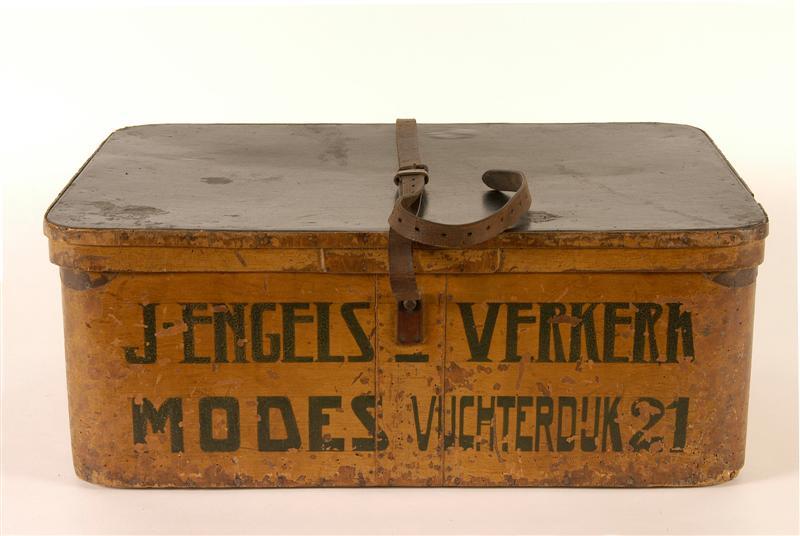 J-ENGELS – VERKERK
MODES VUCHTERDIJK 21